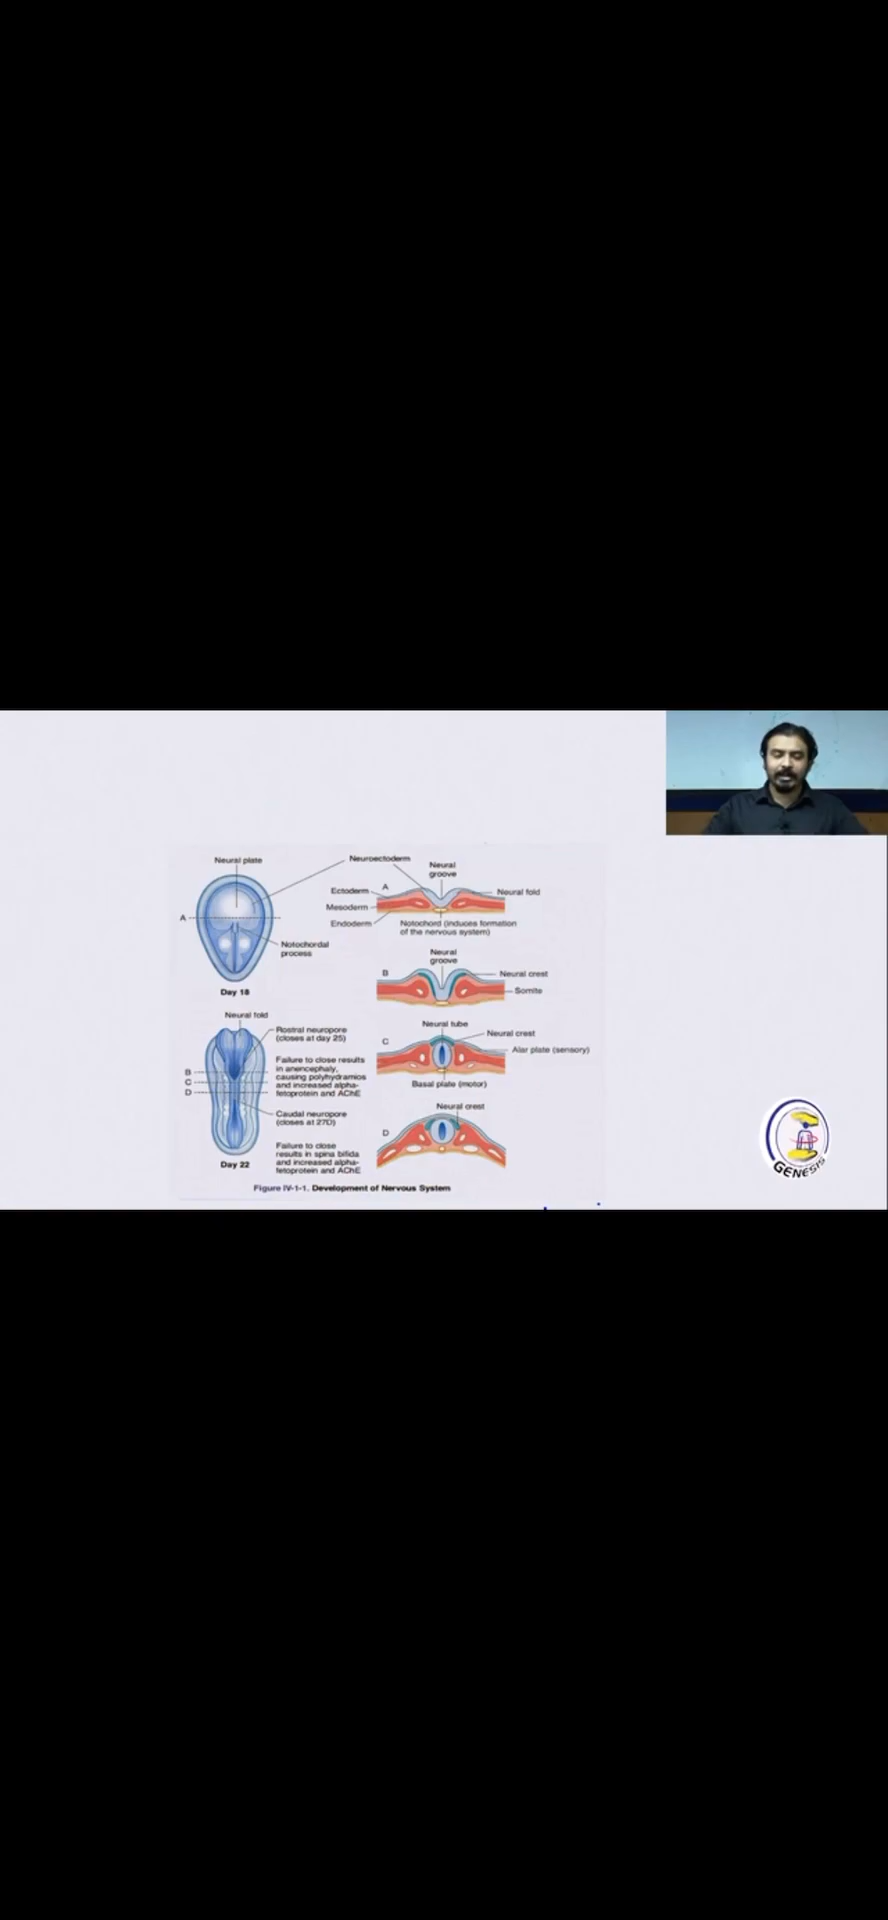 Neural plate
Neuroectoderm
Neural
groove
Ectoderm
A
Neural fold
Mesoderm
A
Endoderm
Notochord (induces formation
of the nervous system)
Notochordal
process
Day 18
Neural
groove
B
Neural crest
Somite
Neural fold
Rostral neuropore
(closes at day 25)
Failure to close results
in anencephaly,
causing polyhydramios
and increased alpha-
fetoprotein and AChE
B
C
D
Caudal neuropore
(closes at 27D)
Failure to close
results in spina bifida
and increased alpha-
fetoprotein and AChE
Day 22
Neural tube
Neural crest
C
Alar plate (sensory)
Basal plate (motor)
Neural crest
D
Figure IV-1-1. Development of Nervous System
GENESIS